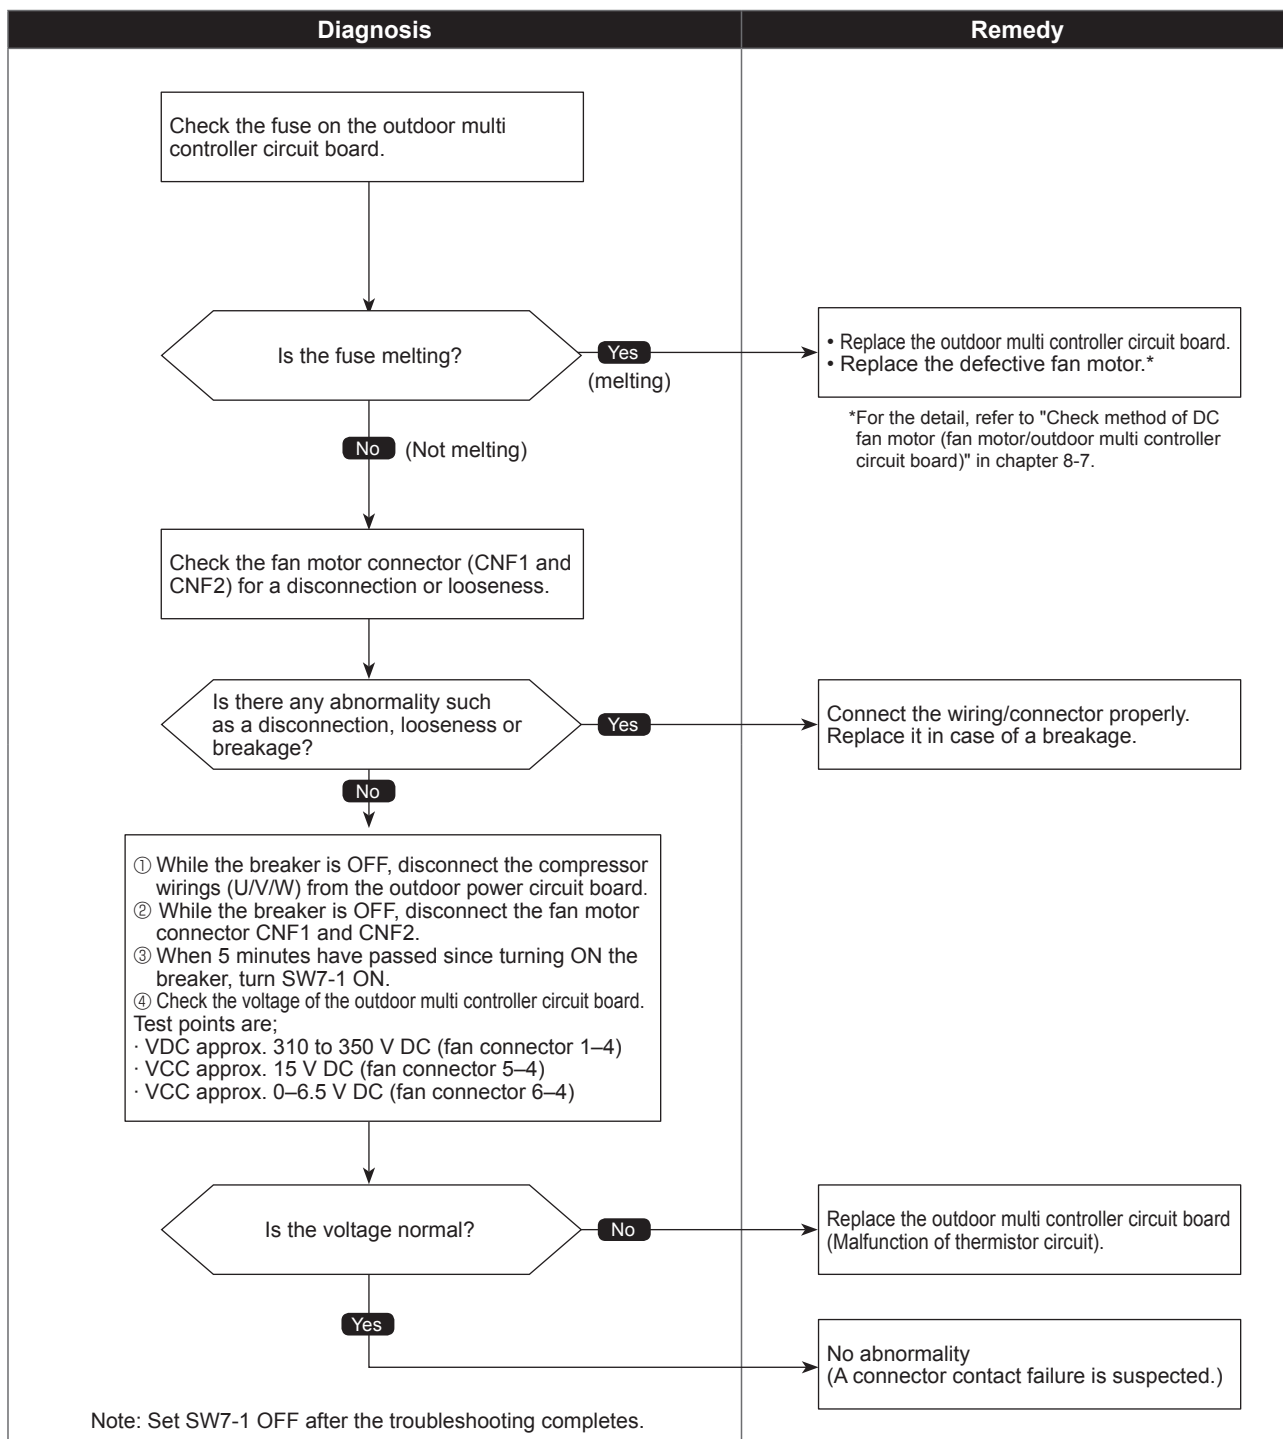 Diagnosis
Remedy
Check the fuse on the outdoor multi
controller circuit board.
Is the fuse melting?
Yes
(melting)
• Replace the outdoor multi controller circuit board.
• Replace the defective fan motor.*
*For the detail, refer to "Check method of DC
fan motor (fan motor/outdoor multi controller
circuit board)" in chapter 8-7.
No (Not melting)
Check the fan motor connector (CNF1 and
CNF2) for a disconnection or looseness.
Is there any abnormality such
as a disconnection, looseness or
breakage?
Yes
Connect the wiring/connector properly.
Replace it in case of a breakage.
No
① While the breaker is OFF, disconnect the compressor
wirings (U/V/W) from the outdoor power circuit board.
② While the breaker is OFF, disconnect the fan motor
connector CNF1 and CNF2.
③ When 5 minutes have passed since turning ON the
breaker, turn SW7-1 ON.
④ Check the voltage of the outdoor multi controller circuit board.
Test points are;
· VDC approx. 310 to 350 V DC (fan connector 1–4)
· VCC approx. 15 V DC (fan connector 5–4)
· VCC approx. 0–6.5 V DC (fan connector 6–4)
Is the voltage normal?
No
Replace the outdoor multi controller circuit board
(Malfunction of thermistor circuit).
Yes
No abnormality
(A connector contact failure is suspected.)
Note: Set SW7-1 OFF after the troubleshooting completes.